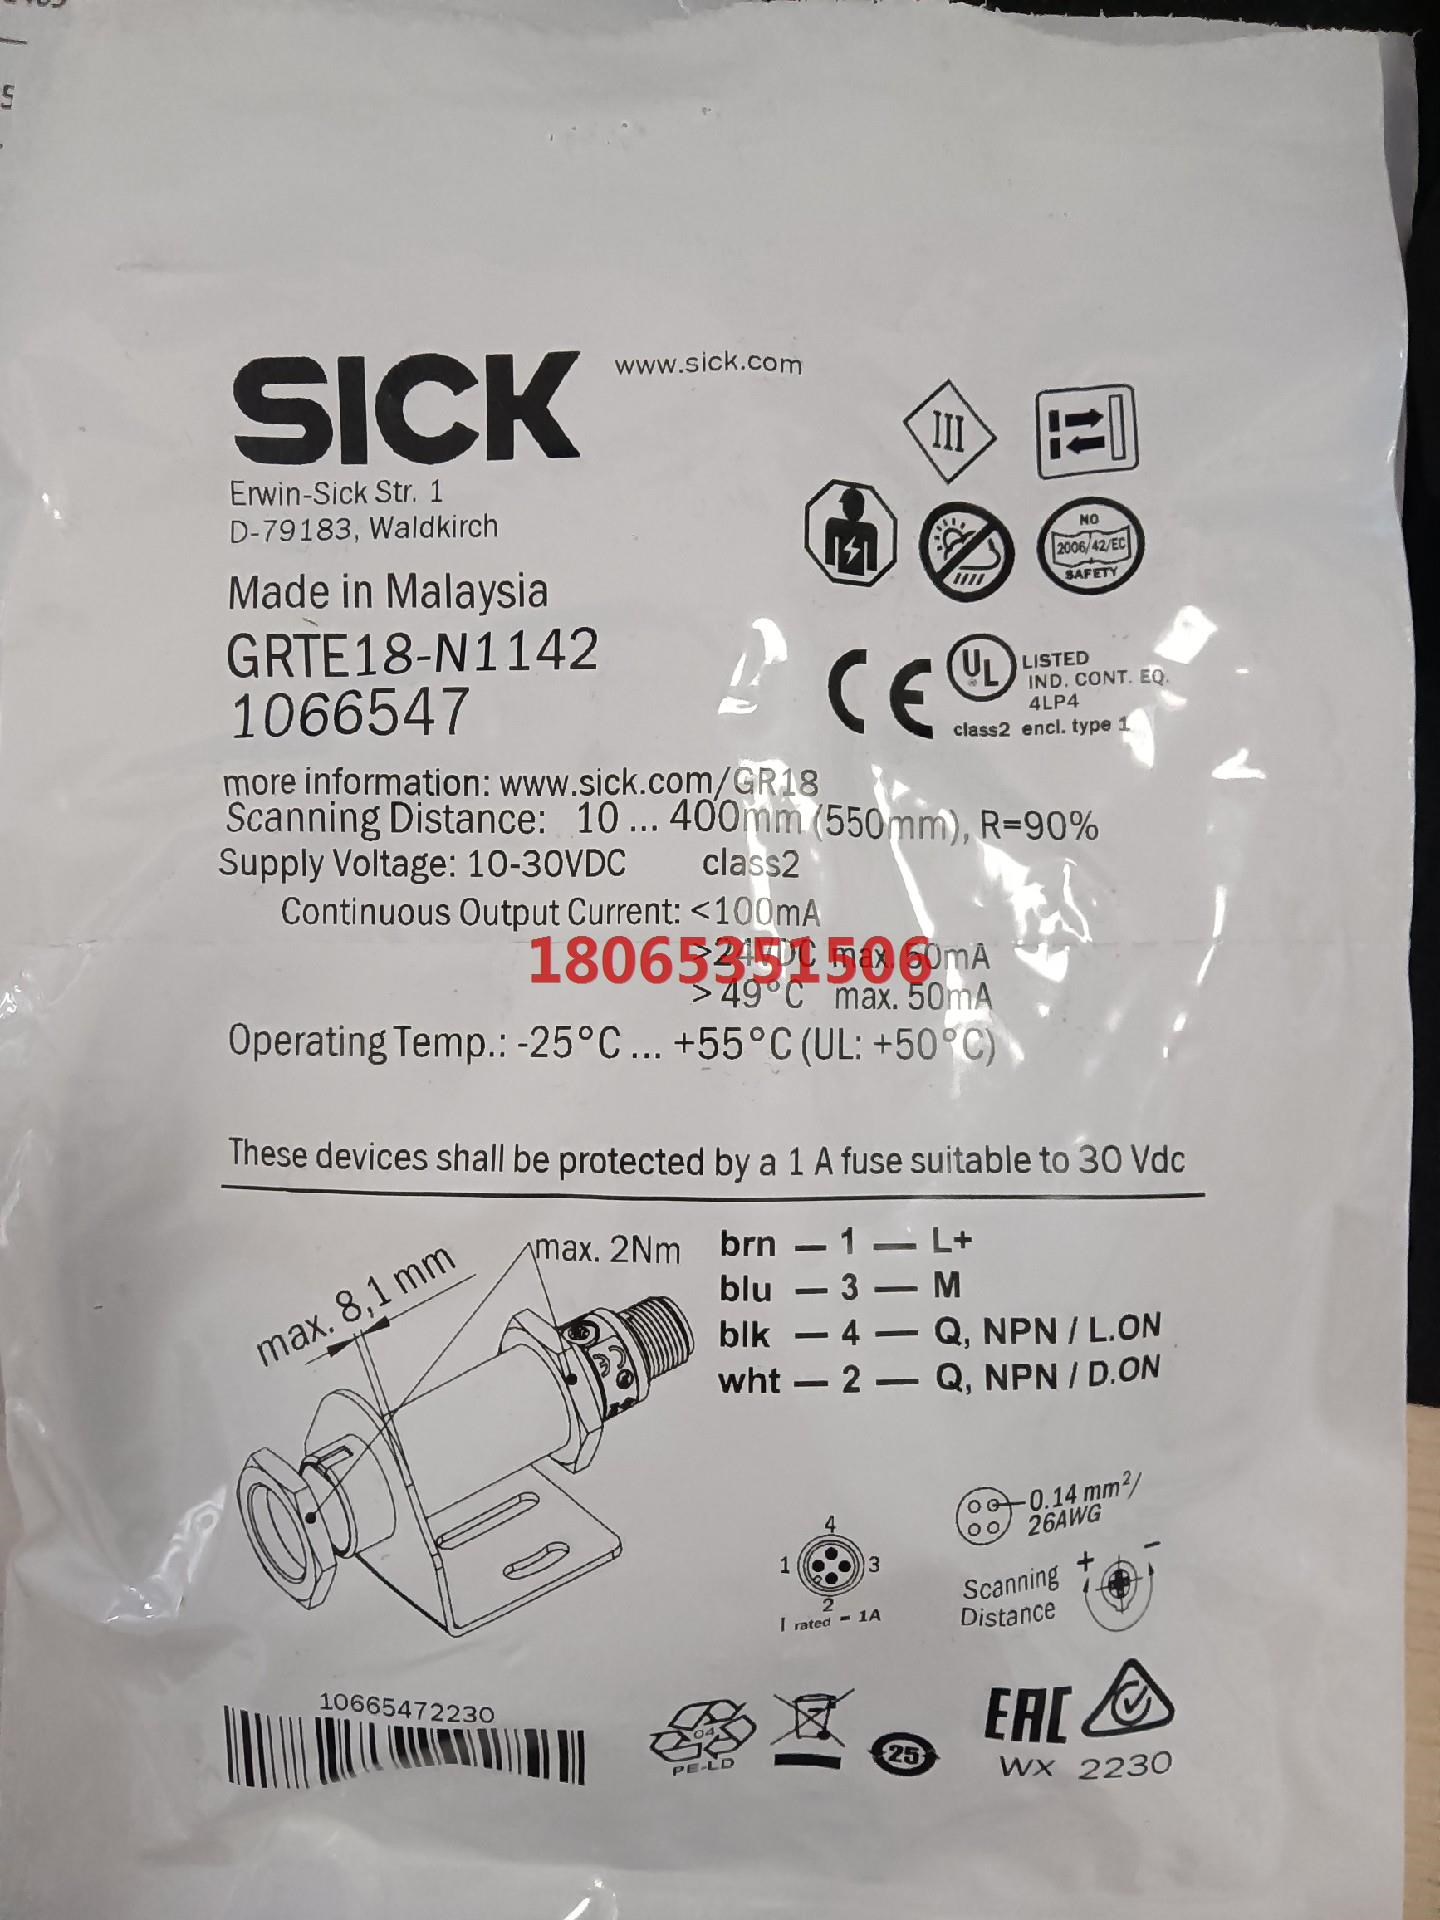 SICK
www.sick.com
Erwin-Sick Str. 1
D-79183, Waldkirch
Made in Malaysia
GRTE18-N1142
1066547
III
NO
2006/42/EC
SAFETY
CE
UL
LISTED
IND. CONT. EQ.
4LP4
class2 encl. type 1
more information: www.sick.com/GR18
Scanning Distance: 10 ... 400mm (550mm), R=90%
Supply Voltage: 10-30VDC class2
Continuous Output Current: <100mA
>24VDC max. 50mA
18065351506
>49°C max. 50mA
Operating Temp.: -25°C ... +55°C (UL: +50°C)
These devices shall be protected by a 1 A fuse suitable to 30 Vdc
max. 8,1 mm
max. 2Nm
brn — 1 — L+
blu — 3 — M
blk — 4 — Q, NPN / L.ON
wht — 2 — Q, NPN / D.ON
0.14 mm²/
26AWG
4
1
3
2
I rated - 1A
+
-
Scanning
Distance
10665472230
04
PE-LD
25
EAC
WX 2230